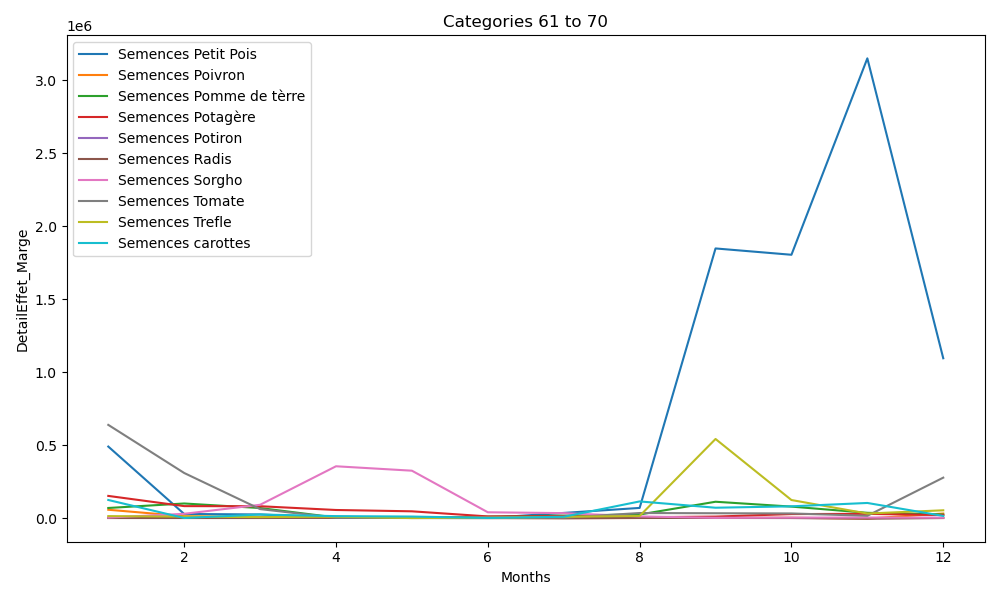 Categories 61 to 70
1e6
Semences Petit Pois
Semences Poivron
Semences Pomme de tèrre
Semences Potagère
Semences Potiron
Semences Radis
Semences Sorgho
Semences Tomate
Semences Trefle
Semences carottes
DetailEffet_Marge
3.0
2.5
2.0
1.5
1.0
0.5
0.0
2 4 6 8 10 12
Months